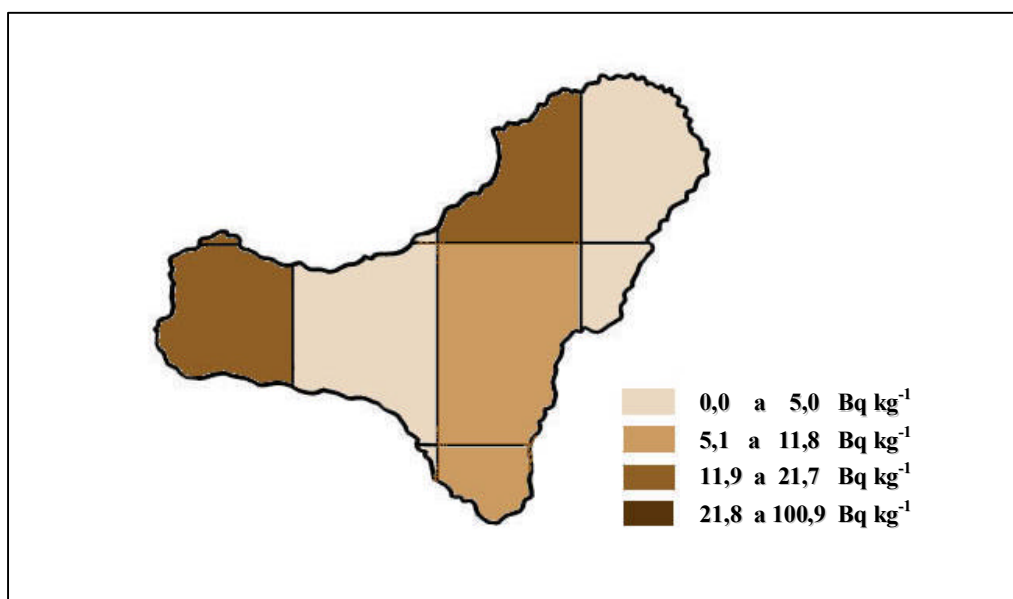 0,0 a 5,0 Bq kg⁻¹
5,1 a 11,8 Bq kg⁻¹
11,9 a 21,7 Bq kg⁻¹
21,8 a 100,9 Bq kg⁻¹